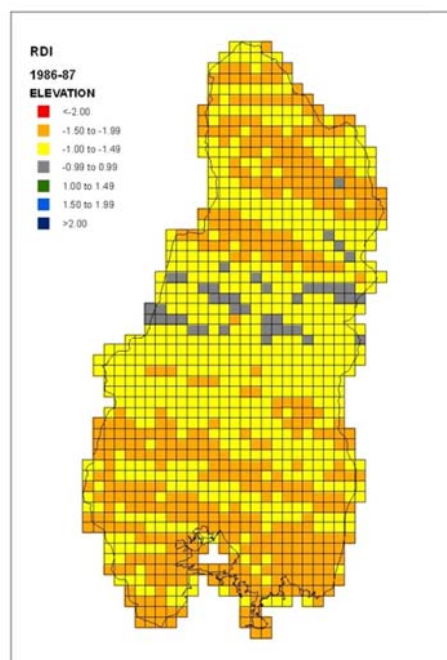 RDI
1986-87
ELEVATION
<-2.00
-1.50 to -1.99
-1.00 to -1.49
-0.99 to 0.99
1.00 to 1.49
1.50 to 1.99
>2.00